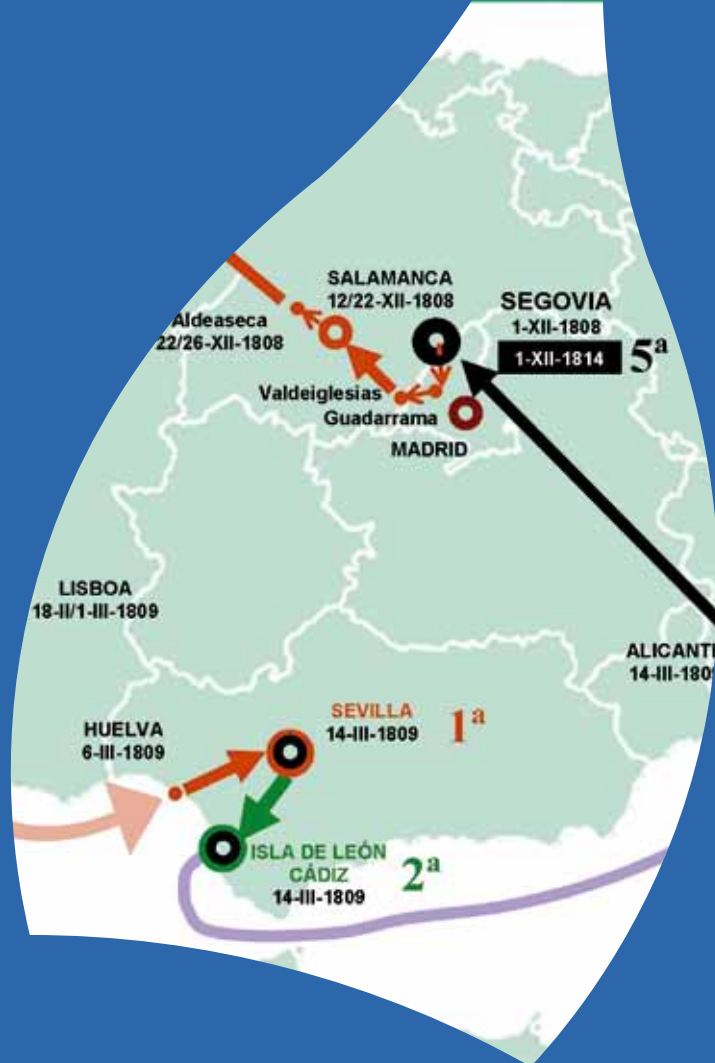 SALAMANCA
12/22-XII-1808
SEGOVIA
1-XII-1808
1-XII-1814
5ª
Aldeaseca
22/26-XII-1808
Valdeiglesias
Guadarrama
MADRID
LISBOA
18-II/1-III-1809
ALICANTE
14-III-1809
SEVILLA
14-III-1809
1ª
HUELVA
6-III-1809
ISLA DE LEÓN
CÁDIZ
14-III-1809
2ª